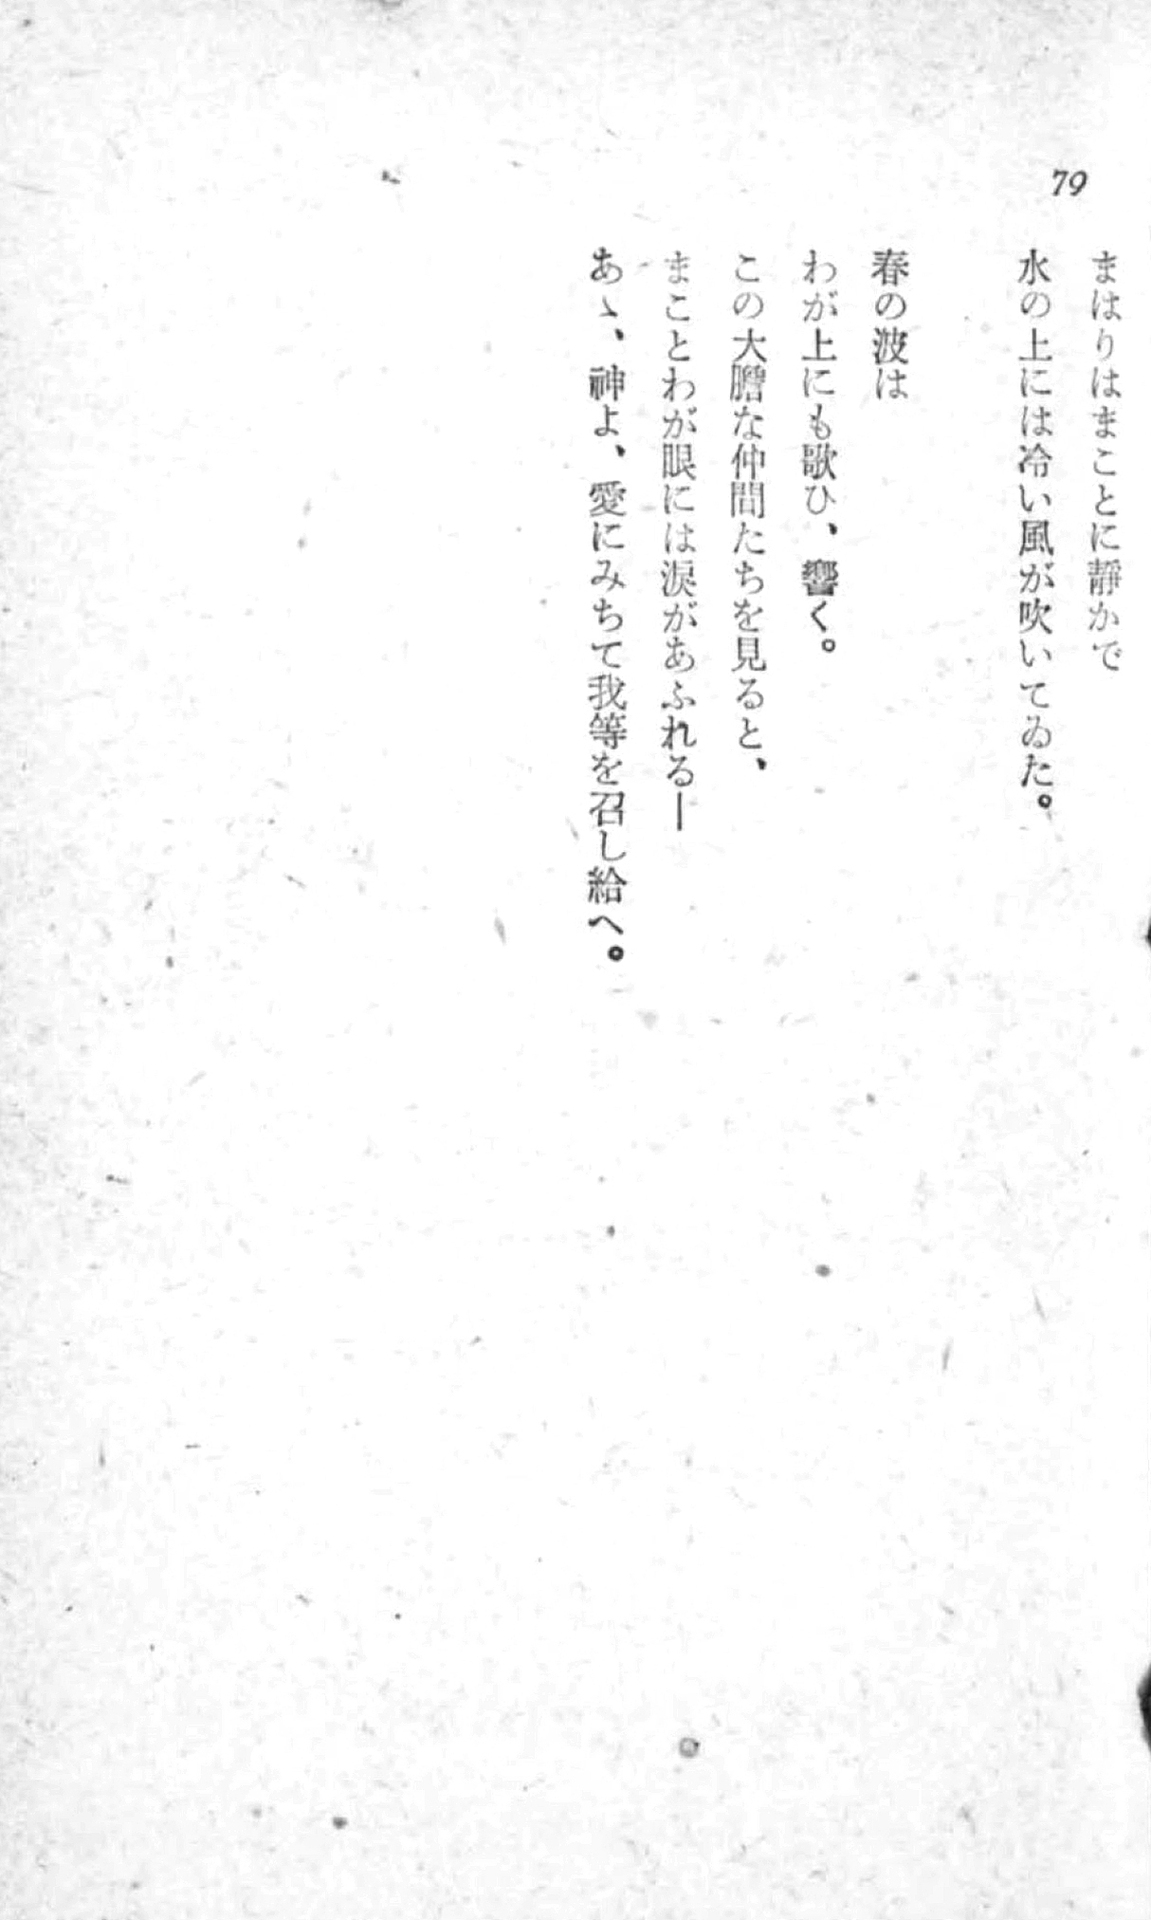 79
まはりはまことに靜かで
水の上には冷い風が吹いてゐた。
春の波は
わが上にも歌ひ、響く。
この大膽な仲間たちを見ると、
まことわが眼には涙があふれる―
あゝ、神よ、愛にみちて我等を召し給へ。